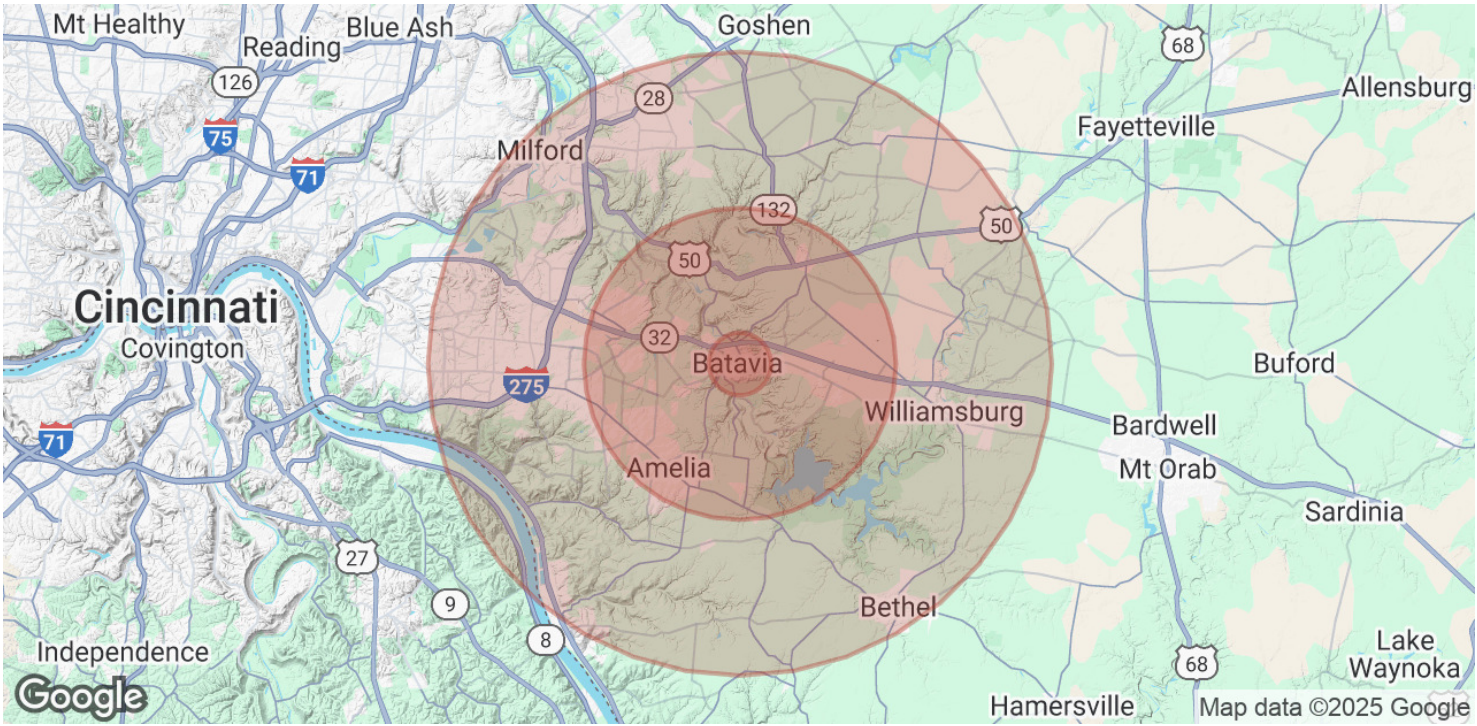 Mt Healthy
Reading
Blue Ash
Goshen
68
126
28
Allensburg
75
Fayetteville
Milford
71
132
50
50
Cincinnati
32
Covington
Batavia
Buford
275
Williamsburg
Bardwell
71
Amelia
Mt Orab
Sardinia
27
9
Bethel
8
Independence
Lake
Waynoka
68
Google
Hamersville
Map data ©2025 Google